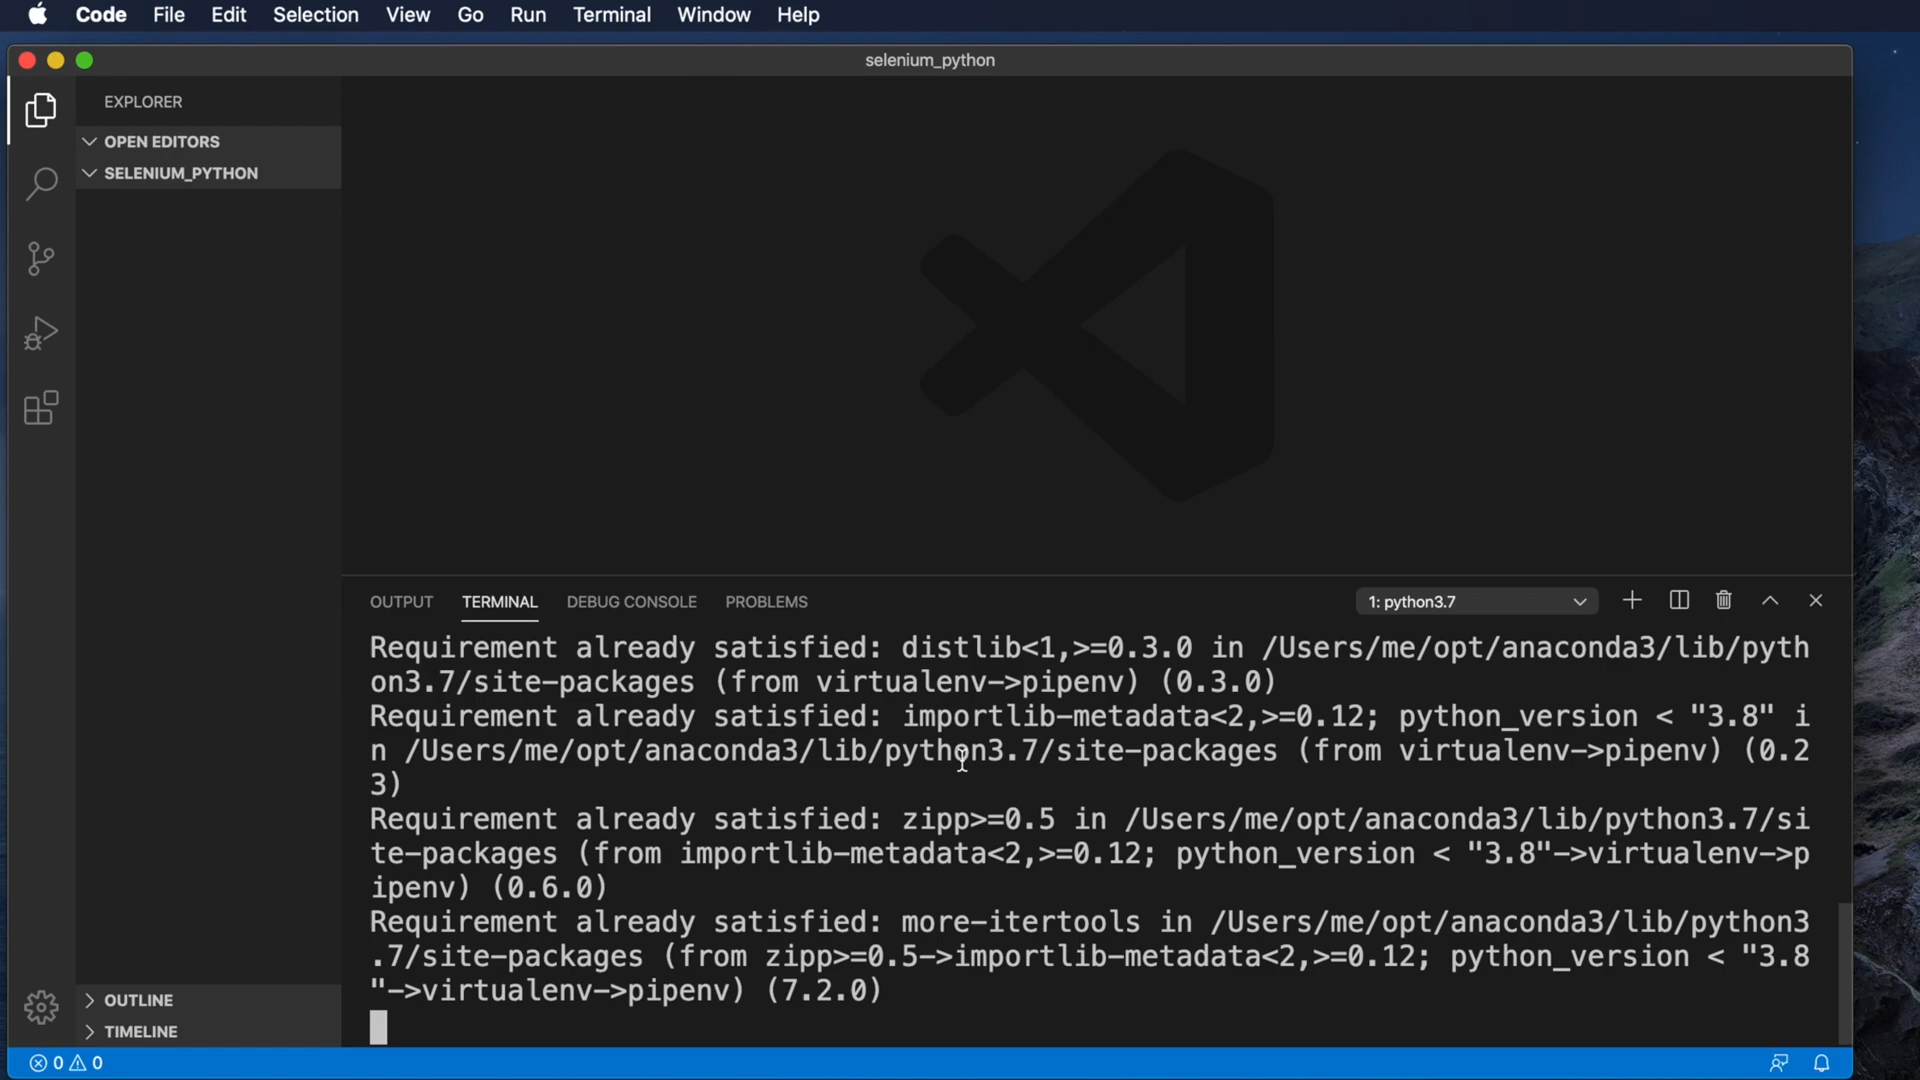 Code File Edit Selection View Go Run Terminal Window Help
selenium_python
EXPLORER
OPEN EDITORS
SELENIUM_PYTHON
OUTPUT TERMINAL DEBUG CONSOLE PROBLEMS 1: python3.7
Requirement already satisfied: distlib<1,>=0.3.0 in /Users/me/opt/anaconda3/lib/pyth
on3.7/site-packages (from virtualenv->pipenv) (0.3.0)
Requirement already satisfied: importlib-metadata<2,>=0.12; python_version < "3.8" i
n /Users/me/opt/anaconda3/lib/python3.7/site-packages (from virtualenv->pipenv) (0.2
3)
Requirement already satisfied: zipp>=0.5 in /Users/me/opt/anaconda3/lib/python3.7/si
te-packages (from importlib-metadata<2,>=0.12; python_version < "3.8"->virtualenv->p
ipenv) (0.6.0)
Requirement already satisfied: more-itertools in /Users/me/opt/anaconda3/lib/python3
.7/site-packages (from zipp>=0.5->importlib-metadata<2,>=0.12; python_version < "3.8
"->virtualenv->pipenv) (7.2.0)
OUTLINE
TIMELINE
0 0